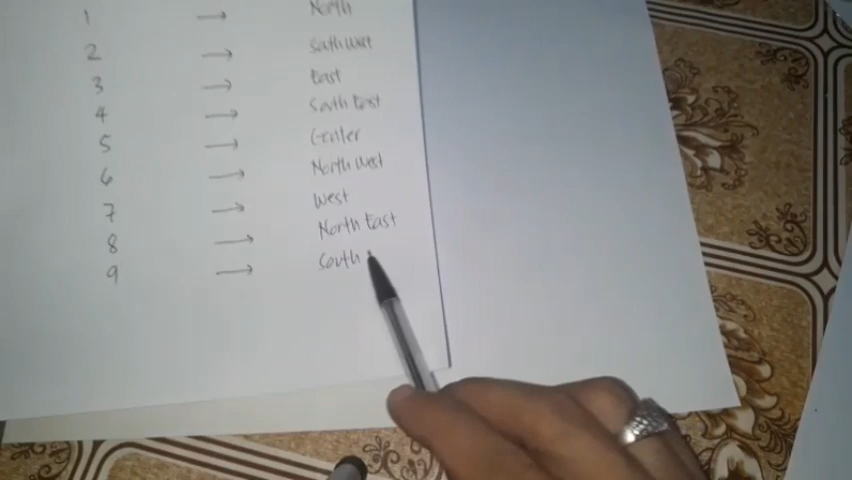 1 → North
2 → South West
3 → East
4 → South East
5 → Center
6 → North West
7 → West
8 → North East
9 → South